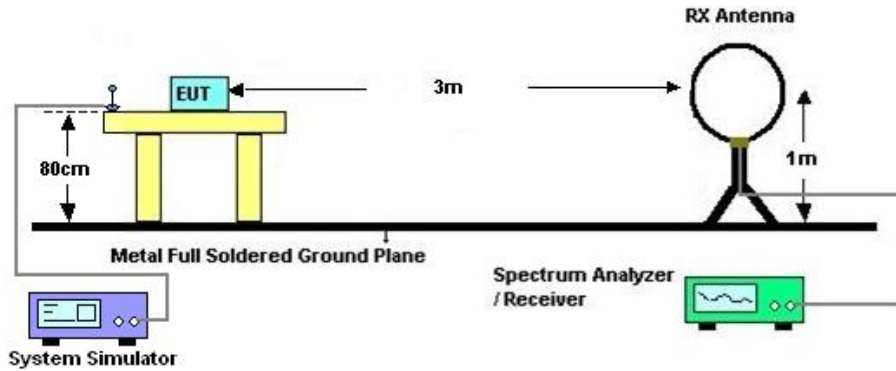 RX Antenna
EUT
3m
80cm
1m
Metal Full Soldered Ground Plane
Spectrum Analyzer
/ Receiver
System Simulator